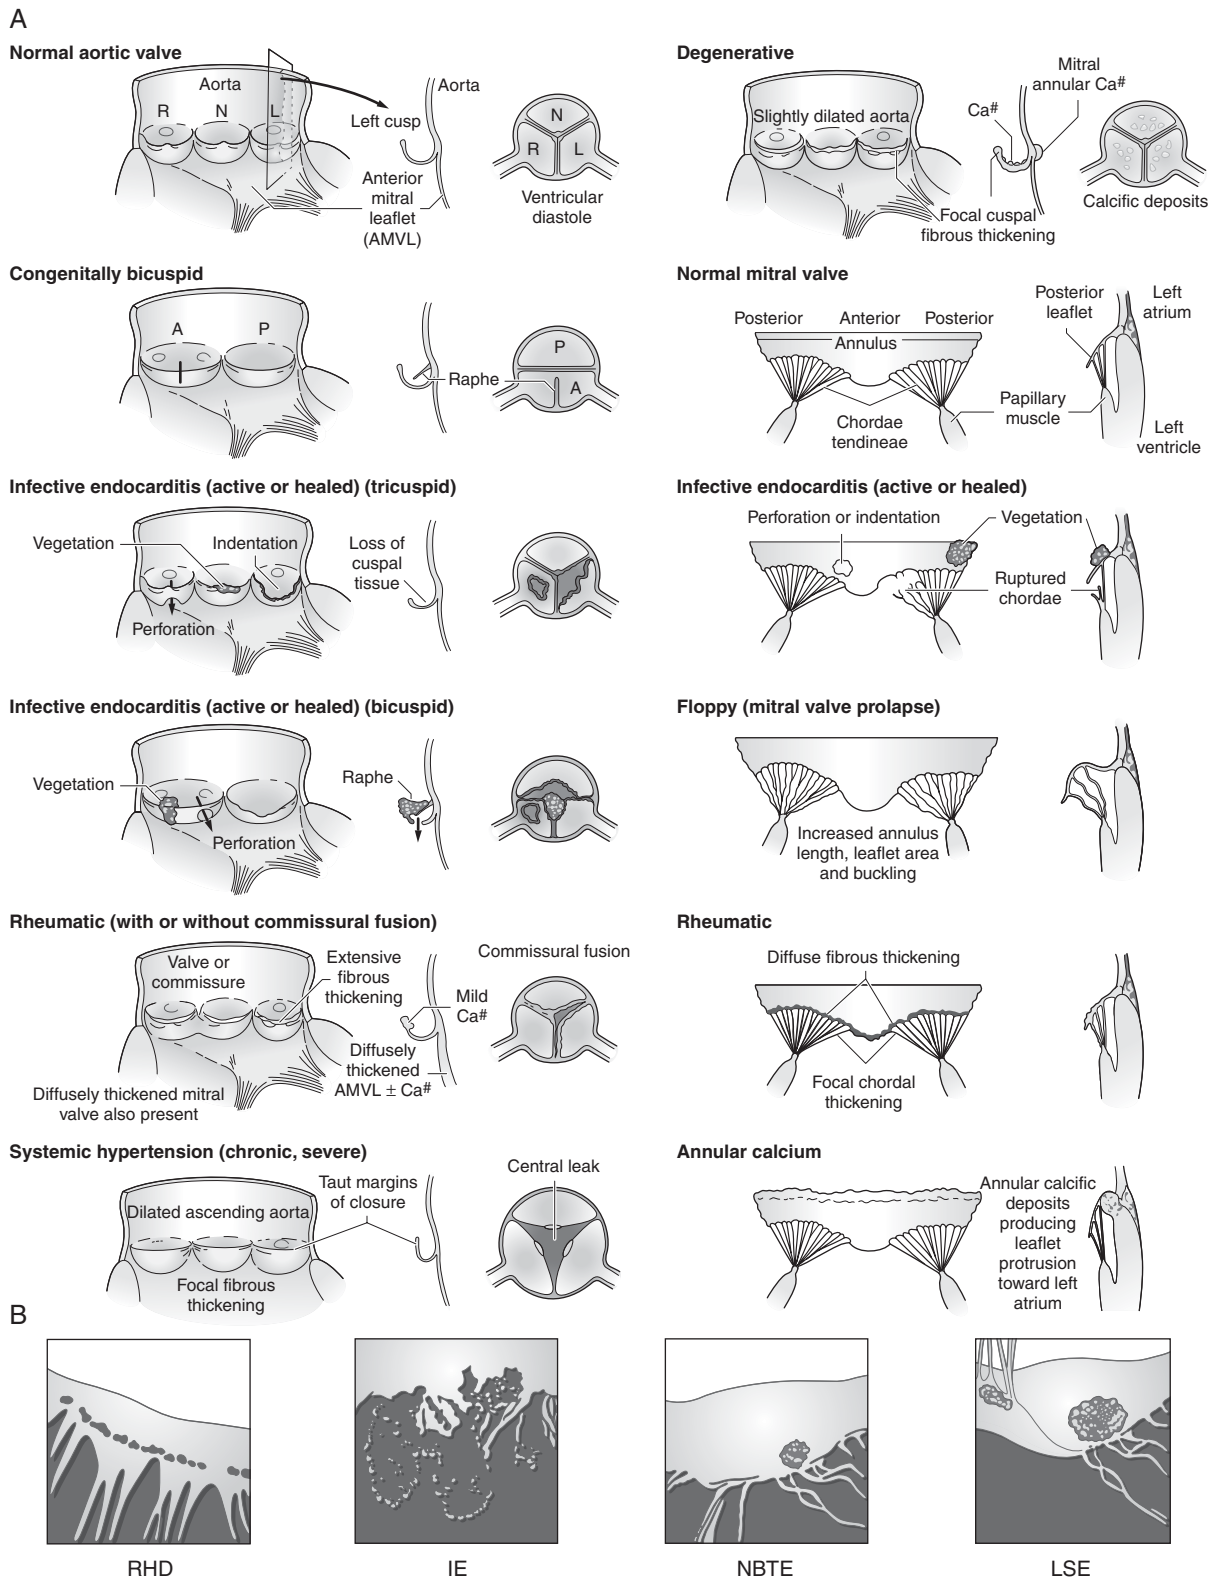 A
Normal aortic valve
Aorta
R
N
L
Left cusp
Aorta
Anterior
mitral
leaflet
(AMVL)
N
R
L
Ventricular
diastole
Congenitally bicuspid
A
P
Raphe
P
A
Infective endocarditis (active or healed) (tricuspid)
Vegetation
Indentation
Perforation
Loss of
cuspal
tissue
Infective endocarditis (active or healed) (bicuspid)
Vegetation
Perforation
Raphe
Rheumatic (with or without commissural fusion)
Valve or
commissure
Extensive
fibrous
thickening
Mild
Ca#
Commissural fusion
Diffusely
thickened
AMVL ± Ca#
Diffusely thickened mitral
valve also present
Systemic hypertension (chronic, severe)
Dilated ascending aorta
Taut margins
of closure
Central leak
Focal fibrous
thickening
Degenerative
Slightly dilated aorta
Ca#
Mitral
annular Ca#
Focal cuspal
fibrous thickening
Calcific deposits
Normal mitral valve
Posterior
Anterior
Posterior
Annulus
Chordae
tendineae
Posterior
leaflet
Left
atrium
Papillary
muscle
Left
ventricle
Infective endocarditis (active or healed)
Perforation or indentation
Vegetation
Ruptured
chordae
Floppy (mitral valve prolapse)
Increased annulus
length, leaflet area
and buckling
Rheumatic
Diffuse fibrous thickening
Focal chordal
thickening
Annular calcium
Annular calcific
deposits
producing
leaflet
protrusion
toward left
atrium
B
RHD
IE
NBTE
LSE